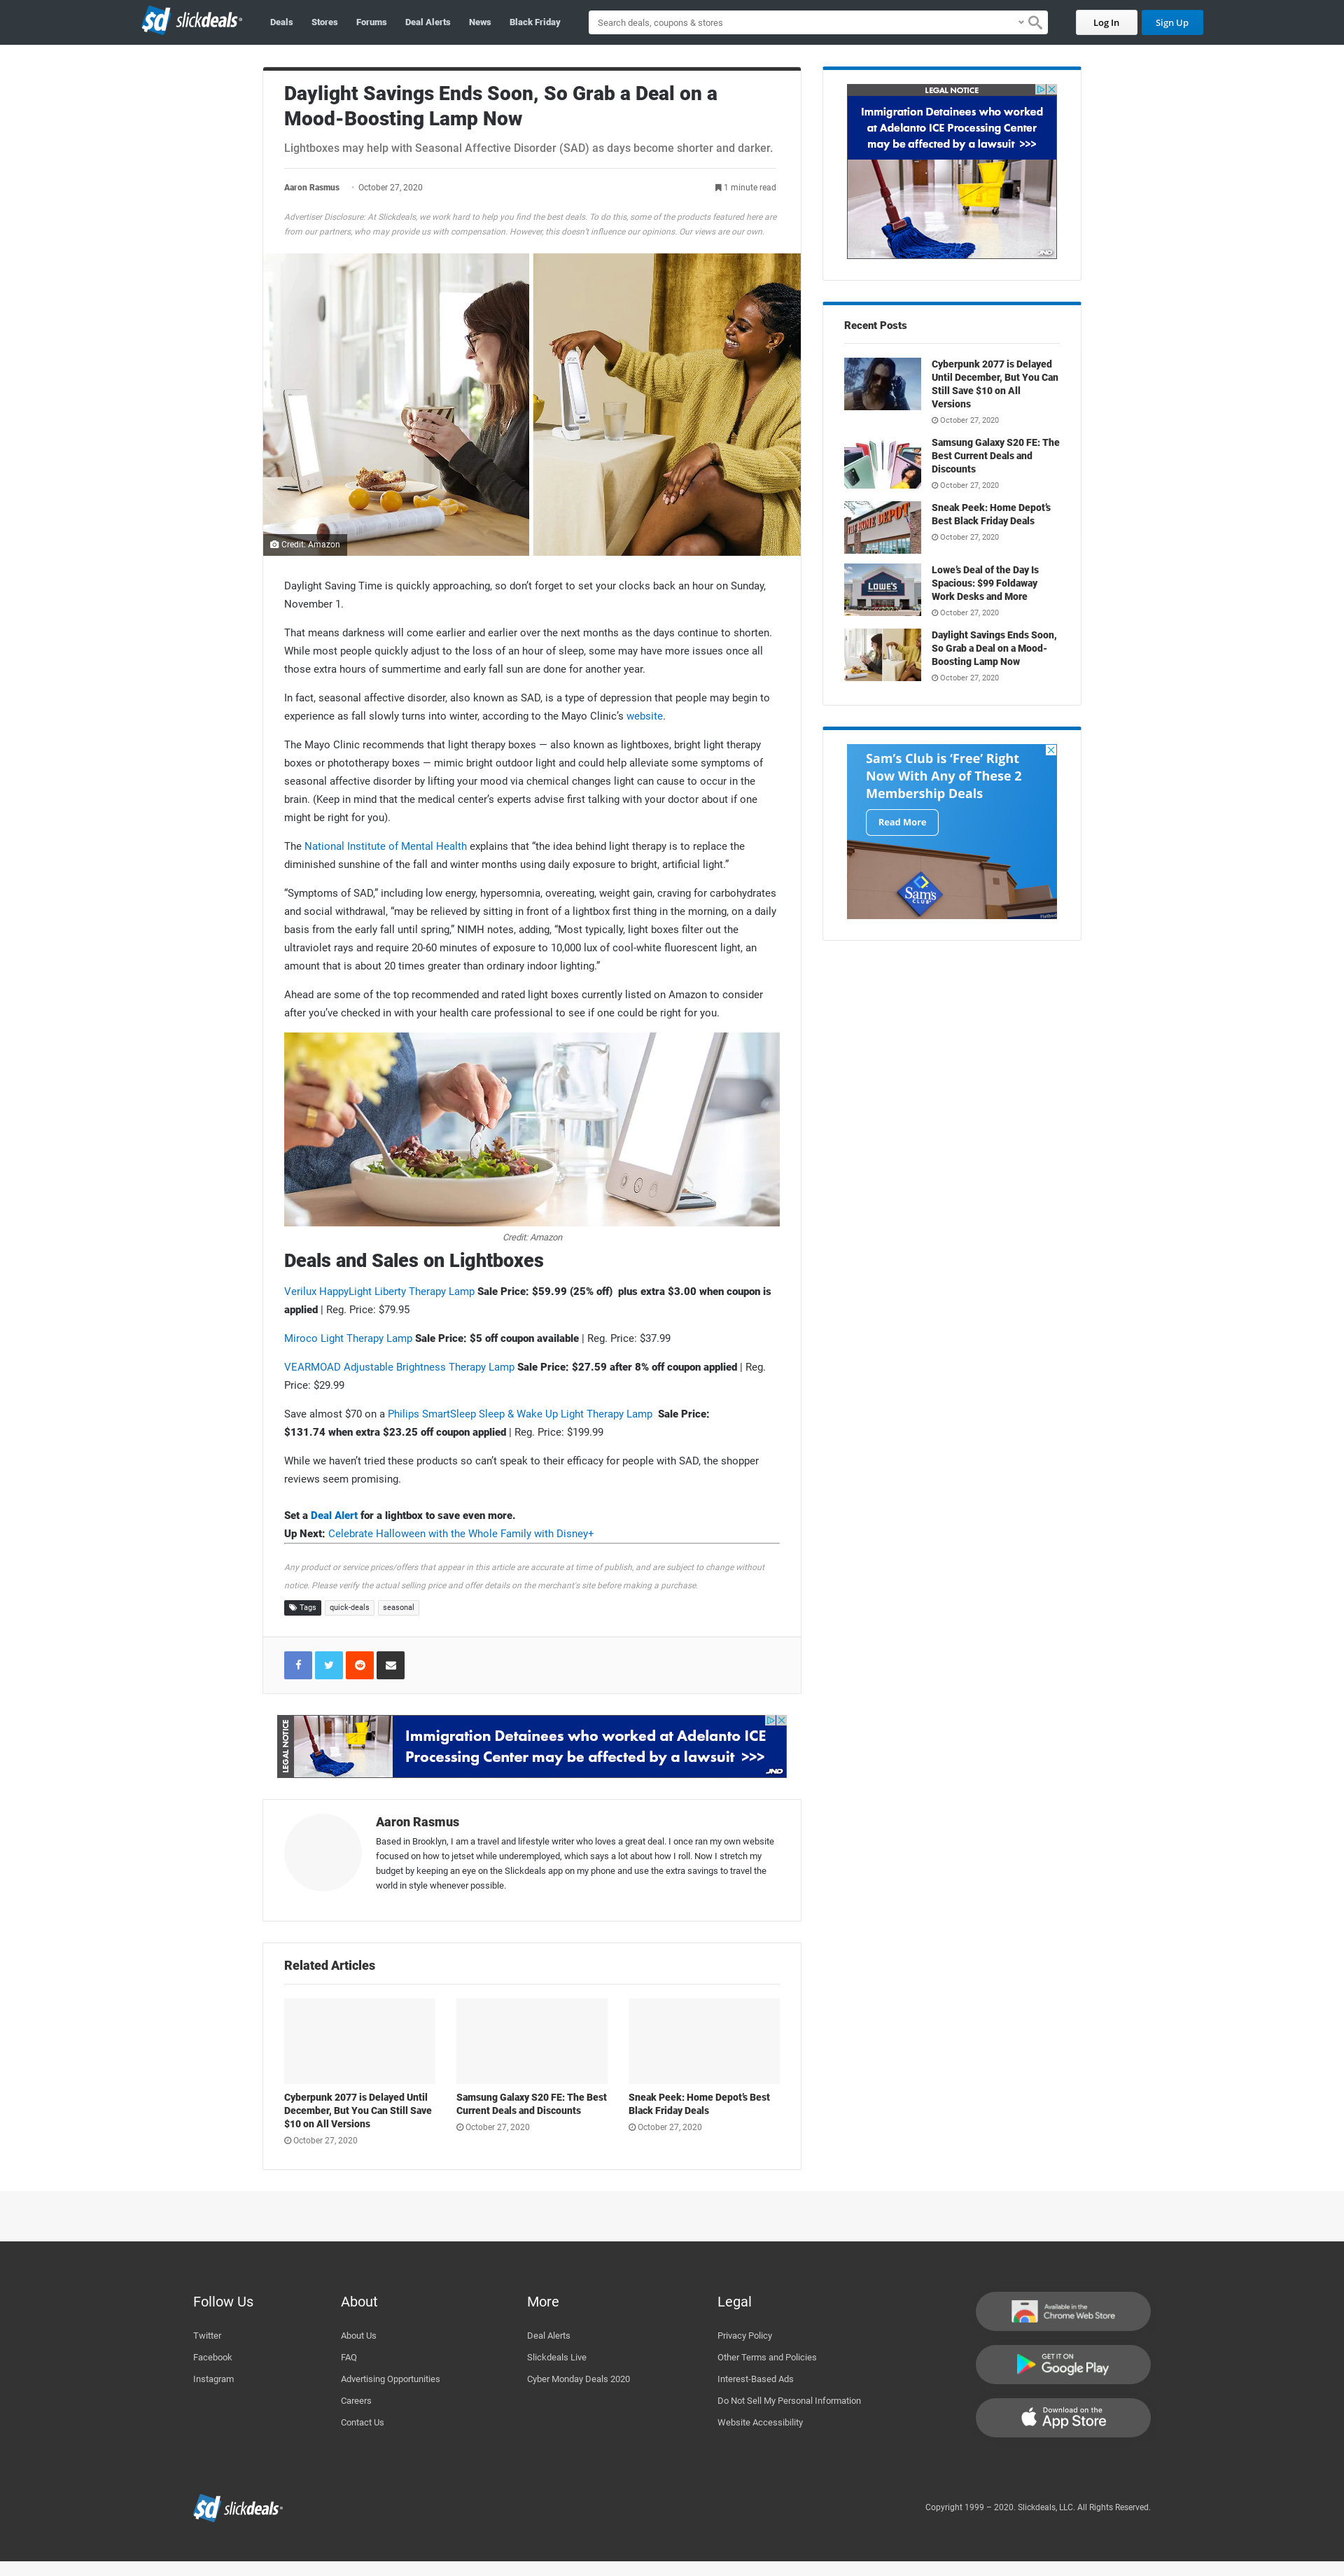 sd slickdeals
Deals Stores Forums Deal Alerts News Black Friday
Search deals, coupons & stores
Log In
Sign Up
Daylight Savings Ends Soon, So Grab a Deal on a
Mood-Boosting Lamp Now
Lightboxes may help with Seasonal Affective Disorder (SAD) as days become shorter and darker.
Aaron Rasmus · October 27, 2020
1 minute read
Advertiser Disclosure: At Slickdeals, we work hard to help you find the best deals. To do this, some of the products featured here are
from our partners, who may provide us with compensation. However, this doesn't influence our opinions. Our views are our own.
Credit: Amazon
Daylight Saving Time is quickly approaching, so don't forget to set your clocks back an hour on Sunday,
November 1.
That means darkness will come earlier and earlier over the next months as the days continue to shorten.
While most people quickly adjust to the loss of an hour of sleep, some may have more issues once all
those extra hours of summertime and early fall sun are done for another year.
In fact, seasonal affective disorder, also known as SAD, is a type of depression that people may begin to
experience as fall slowly turns into winter, according to the Mayo Clinic's website.
The Mayo Clinic recommends that light therapy boxes — also known as lightboxes, bright light therapy
boxes or phototherapy boxes — mimic bright outdoor light and could help alleviate some symptoms of
seasonal affective disorder by lifting your mood via chemical changes light can cause to occur in the
brain. (Keep in mind that the medical center's experts advise first talking with your doctor about if one
might be right for you).
The National Institute of Mental Health explains that “the idea behind light therapy is to replace the
diminished sunshine of the fall and winter months using daily exposure to bright, artificial light.”
“Symptoms of SAD,” including low energy, hypersomnia, overeating, weight gain, craving for carbohydrates
and social withdrawal, “may be relieved by sitting in front of a lightbox first thing in the morning, on a daily
basis from the early fall until spring,” NIMH notes, adding, “Most typically, light boxes filter out the
ultraviolet rays and require 20-60 minutes of exposure to 10,000 lux of cool-white fluorescent light, an
amount that is about 20 times greater than ordinary indoor lighting.”
Ahead are some of the top recommended and rated light boxes currently listed on Amazon to consider
after you've checked in with your health care professional to see if one could be right for you.
Credit: Amazon
Deals and Sales on Lightboxes
Verilux HappyLight Liberty Therapy Lamp Sale Price: $59.99 (25% off) plus extra $3.00 when coupon is
applied | Reg. Price: $79.95
Miroco Light Therapy Lamp Sale Price: $5 off coupon available | Reg. Price: $37.99
VEARMOAD Adjustable Brightness Therapy Lamp Sale Price: $27.59 after 8% off coupon applied | Reg.
Price: $29.99
Save almost $70 on a Philips SmartSleep Sleep & Wake Up Light Therapy Lamp Sale Price:
$131.74 when extra $23.25 off coupon applied | Reg. Price: $199.99
While we haven't tried these products so can't speak to their efficacy for people with SAD, the shopper
reviews seem promising.
Set a Deal Alert for a lightbox to save even more.
Up Next: Celebrate Halloween with the Whole Family with Disney+
Any product or service prices/offers that appear in this article are accurate at time of publish, and are subject to change without
notice. Please verify the actual selling price and offer details on the merchant's site before making a purchase.
Tags quick-deals seasonal
LEGAL NOTICE
Immigration Detainees who worked at Adelanto ICE
Processing Center may be affected by a lawsuit >>>
JND
Aaron Rasmus
Based in Brooklyn, I am a travel and lifestyle writer who loves a great deal. I once ran my own website
focused on how to jetset while underemployed, which says a lot about how I roll. Now I stretch my
budget by keeping an eye on the Slickdeals app on my phone and use the extra savings to travel the
world in style whenever possible.
Related Articles
Cyberpunk 2077 is Delayed Until
December, But You Can Still Save
$10 on All Versions
October 27, 2020
Samsung Galaxy S20 FE: The Best
Current Deals and Discounts
October 27, 2020
Sneak Peek: Home Depot's Best
Black Friday Deals
October 27, 2020
LEGAL NOTICE
Immigration Detainees who worked
at Adelanto ICE Processing Center
may be affected by a lawsuit >>>
JND
Recent Posts
Cyberpunk 2077 is Delayed
Until December, But You Can
Still Save $10 on All
Versions
October 27, 2020
Samsung Galaxy S20 FE: The
Best Current Deals and
Discounts
October 27, 2020
THE HOME DEPOT
Sneak Peek: Home Depot's
Best Black Friday Deals
October 27, 2020
LOWE'S
Lowe's Deal of the Day Is
Spacious: $99 Foldaway
Work Desks and More
October 27, 2020
Daylight Savings Ends Soon,
So Grab a Deal on a Mood-
Boosting Lamp Now
October 27, 2020
Sam's Club is ‘Free’ Right
Now With Any of These 2
Membership Deals
Read More
Sam's
CLUB
Follow Us
Twitter
Facebook
Instagram
About
About Us
FAQ
Advertising Opportunities
Careers
Contact Us
More
Deal Alerts
Slickdeals Live
Cyber Monday Deals 2020
Legal
Privacy Policy
Other Terms and Policies
Interest-Based Ads
Do Not Sell My Personal Information
Website Accessibility
Available in the
Chrome Web Store
GET IT ON
Google Play
Download on the
App Store
sd slickdeals
Copyright 1999 – 2020. Slickdeals, LLC. All Rights Reserved.